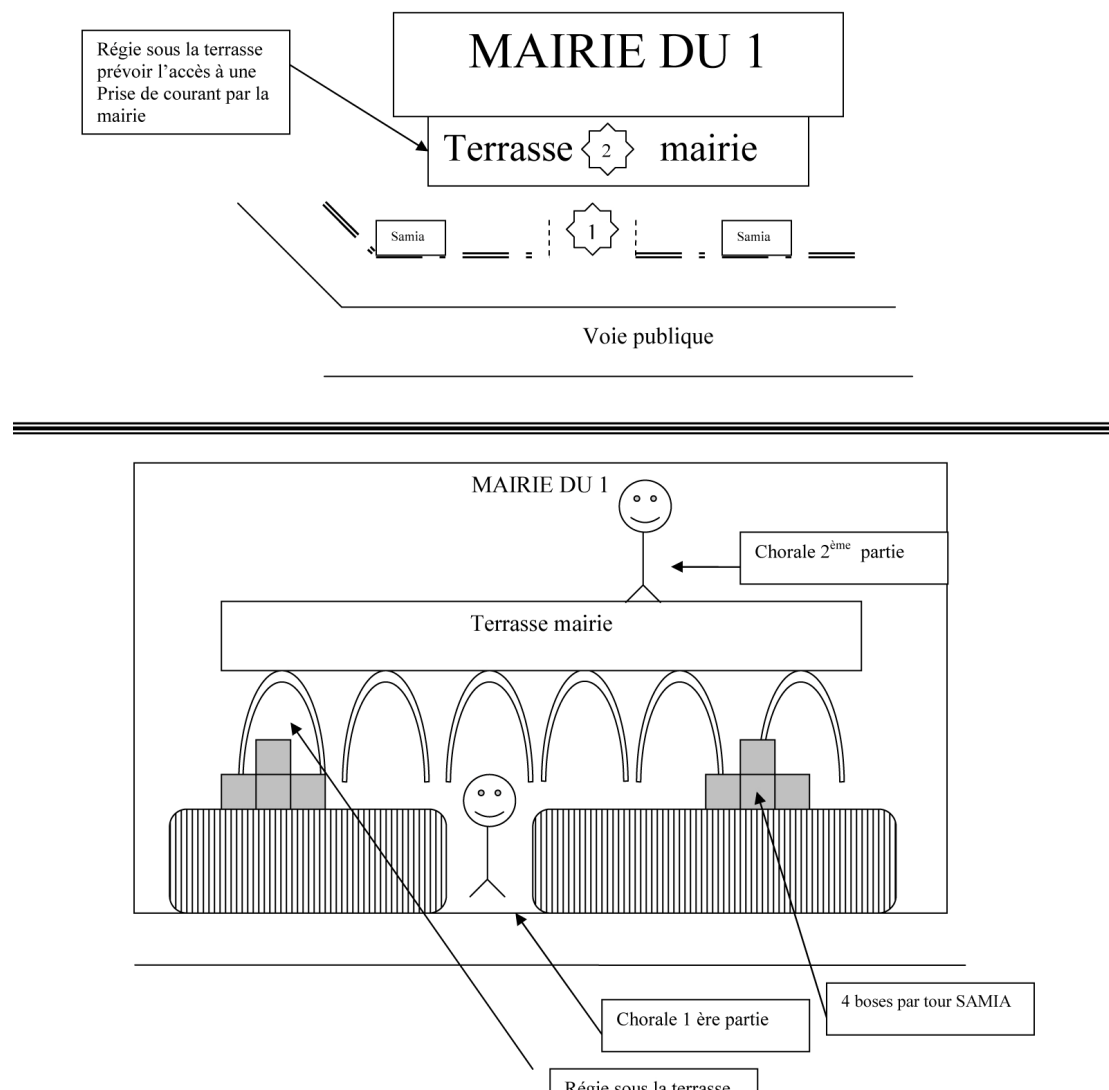 MAIRIE DU 1
Régie sous la terrasse
prévoir l’accès à une
Prise de courant par la
mairie
Terrasse 2 mairie
Samia
1
Samia
Voie publique
MAIRIE DU 1
Chorale 2ème partie
Terrasse mairie
4 boses par tour SAMIA
Chorale 1 ère partie
Régie sous la terrasse